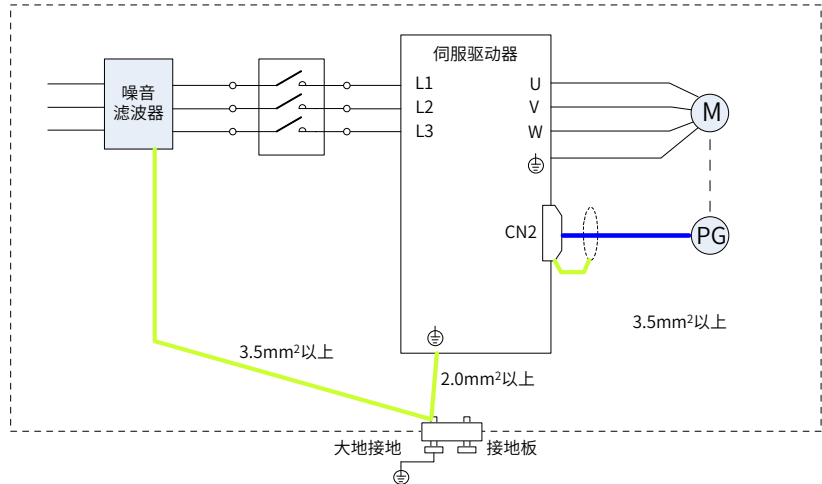 伺服驱动器
噪音
滤波器
L1
L2
L3
U
V
W
M
CN2
PG
3.5mm²以上
3.5mm²以上
2.0mm²以上
大地接地
接地板